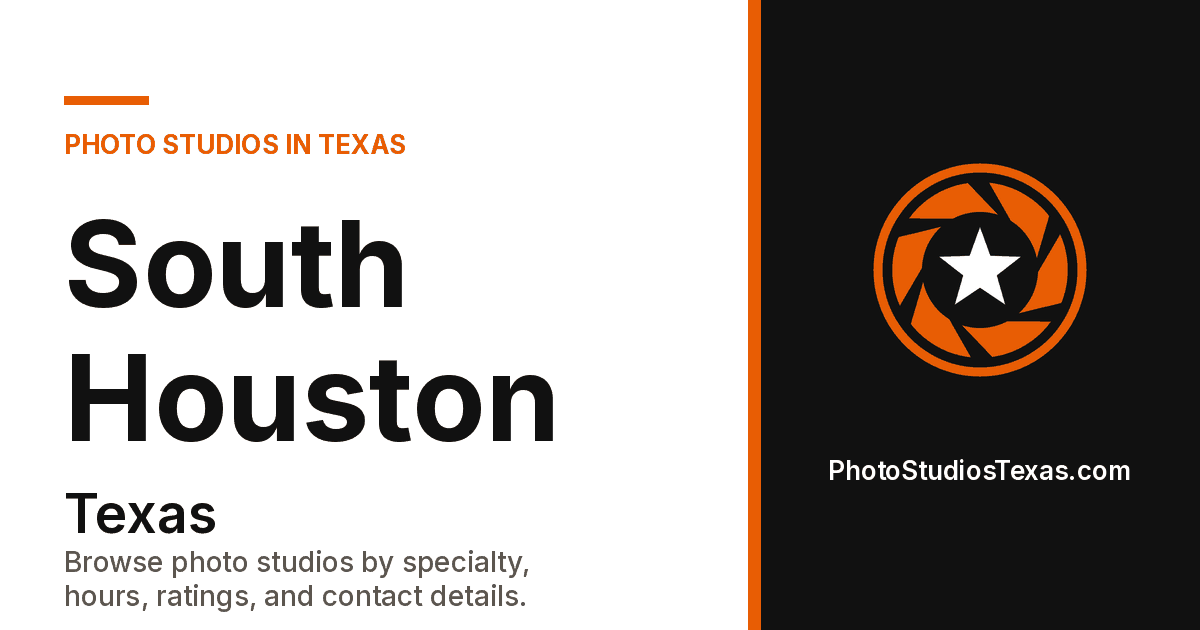 PHOTO STUDIOS IN TEXAS
South
Houston
Texas
Browse photo studios by specialty,
hours, ratings, and contact details.
PhotoStudiosTexas.com